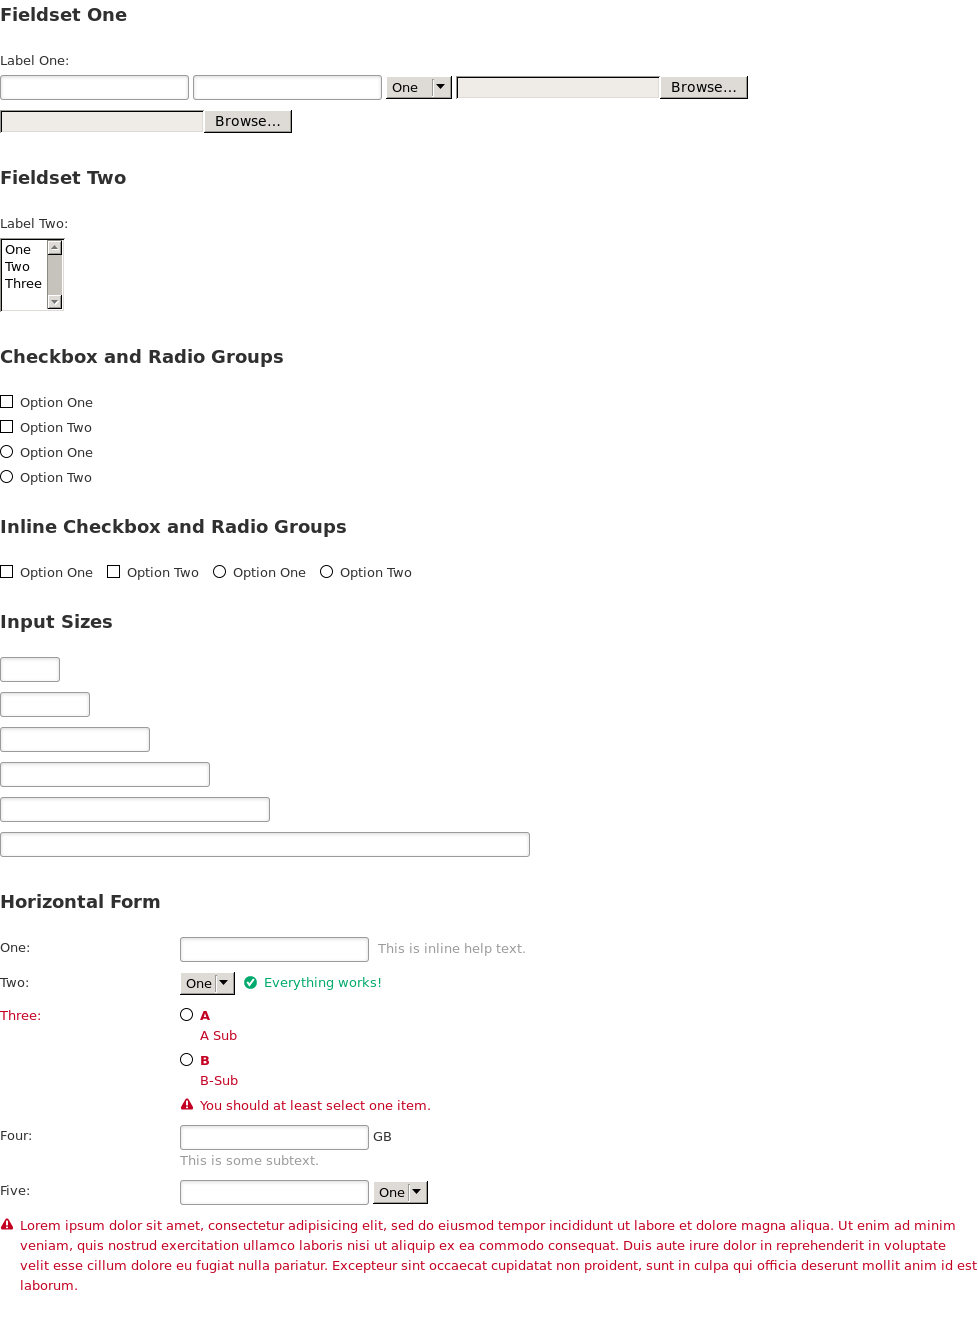 Fieldset One
Label One:
One Browse...
Browse...
Fieldset Two
Label Two:
One
Two
Three
Checkbox and Radio Groups
Option One
Option Two
Option One
Option Two
Inline Checkbox and Radio Groups
Option One Option Two Option One Option Two
Input Sizes
Horizontal Form
One: This is inline help text.
Two: One Everything works!
Three: A
A Sub
B
B-Sub
You should at least select one item.
Four: GB
This is some subtext.
Five: One
Lorem ipsum dolor sit amet, consectetur adipisicing elit, sed do eiusmod tempor incididunt ut labore et dolore magna aliqua. Ut enim ad minim
veniam, quis nostrud exercitation ullamco laboris nisi ut aliquip ex ea commodo consequat. Duis aute irure dolor in reprehenderit in voluptate
velit esse cillum dolore eu fugiat nulla pariatur. Excepteur sint occaecat cupidatat non proident, sunt in culpa qui officia deserunt mollit anim id est
laborum.